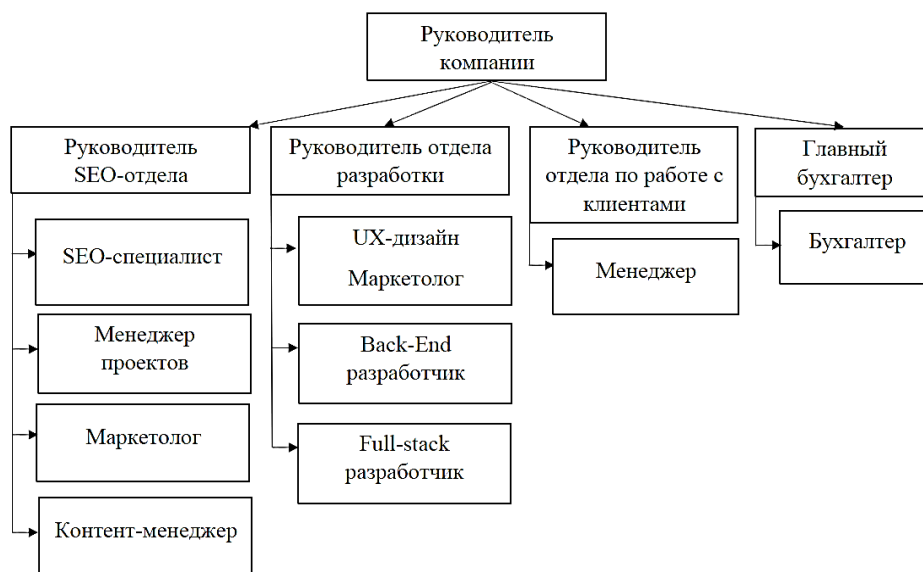 Руководитель
компании
Руководитель
SEO-отдела
Руководитель отдела
разработки
Руководитель
отдела по работе с
клиентами
Главный
бухгалтер
SEO-специалист
Менеджер
проектов
Маркетолог
Контент-менеджер
UX-дизайн
Маркетолог
Back-End
разработчик
Full-stack
разработчик
Менеджер
Бухгалтер